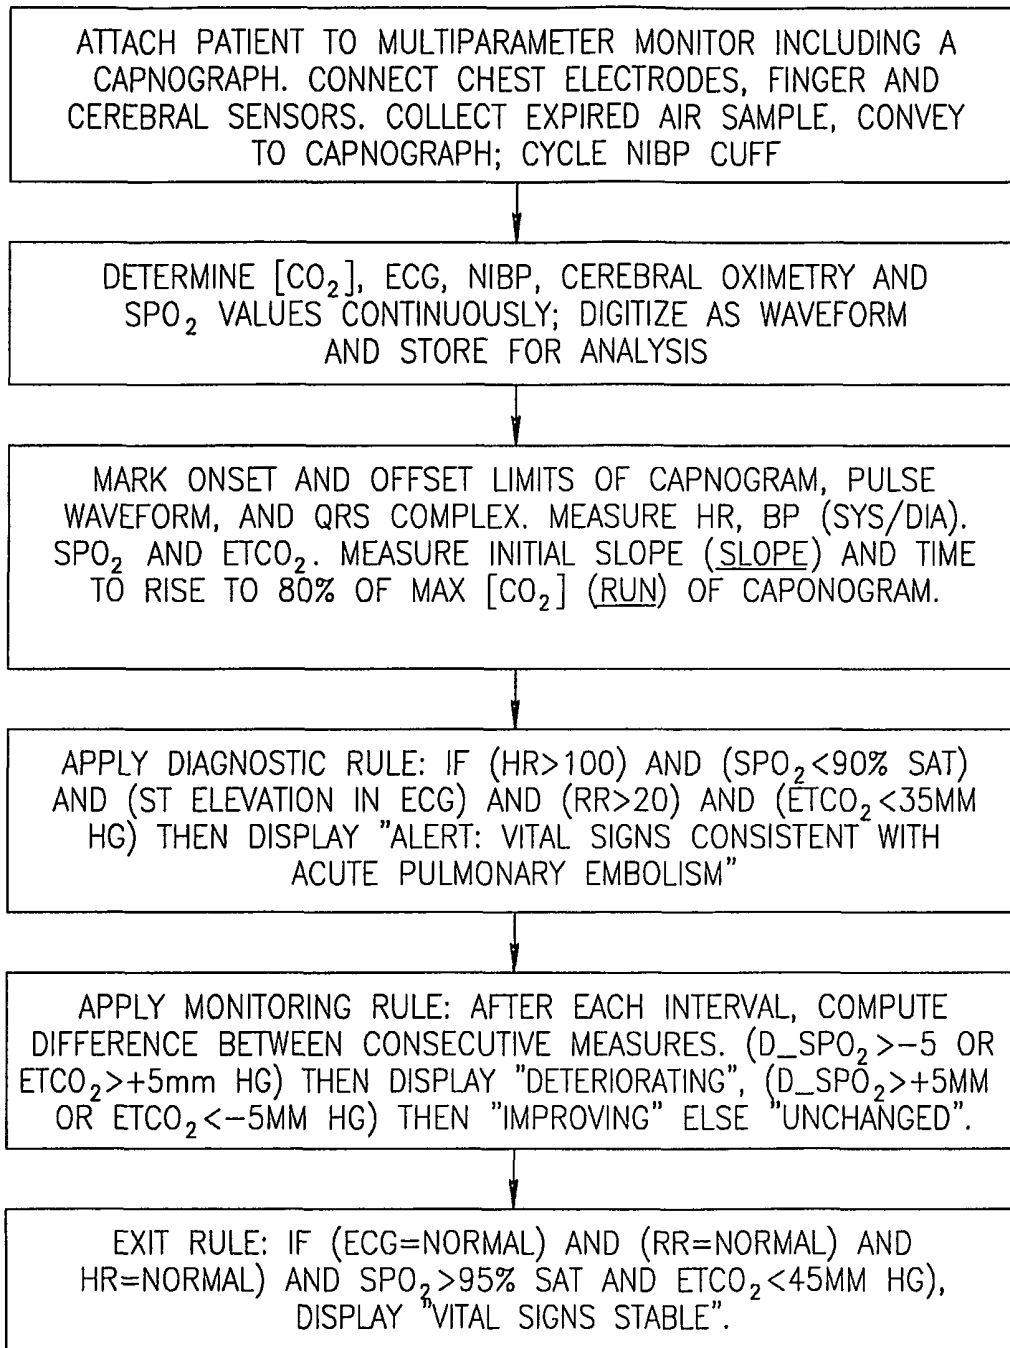 ATTACH PATIENT TO MULTIPARAMETER MONITOR INCLUDING A
CAPNOGRAPH. CONNECT CHEST ELECTRODES, FINGER AND
CEREBRAL SENSORS. COLLECT EXPIRED AIR SAMPLE, CONVEY
TO CAPNOGRAPH; CYCLE NIBP CUFF
DETERMINE [CO₂], ECG, NIBP, CEREBRAL OXIMETRY AND
SPO₂ VALUES CONTINUOUSLY; DIGITIZE AS WAVEFORM
AND STORE FOR ANALYSIS
MARK ONSET AND OFFSET LIMITS OF CAPNOGRAM, PULSE
WAVEFORM, AND QRS COMPLEX. MEASURE HR, BP (SYS/DIA).
SPO₂ AND ETCO₂. MEASURE INITIAL SLOPE (SLOPE) AND TIME
TO RISE TO 80% OF MAX [CO₂] (RUN) OF CAPONOGRAM.
APPLY DIAGNOSTIC RULE: IF (HR>100) AND (SPO₂<90% SAT)
AND (ST ELEVATION IN ECG) AND (RR>20) AND (ETCO₂<35MM
HG) THEN DISPLAY "ALERT: VITAL SIGNS CONSISTENT WITH
ACUTE PULMONARY EMBOLISM"
APPLY MONITORING RULE: AFTER EACH INTERVAL, COMPUTE
DIFFERENCE BETWEEN CONSECUTIVE MEASURES. (D_SPO₂>-5 OR
ETCO₂>+5mm HG) THEN DISPLAY "DETERIORATING", (D_SPO₂>+5MM
OR ETCO₂<-5MM HG) THEN "IMPROVING" ELSE "UNCHANGED".
EXIT RULE: IF (ECG=NORMAL) AND (RR=NORMAL) AND
HR=NORMAL) AND SPO₂>95% SAT AND ETCO₂<45MM HG),
DISPLAY "VITAL SIGNS STABLE".